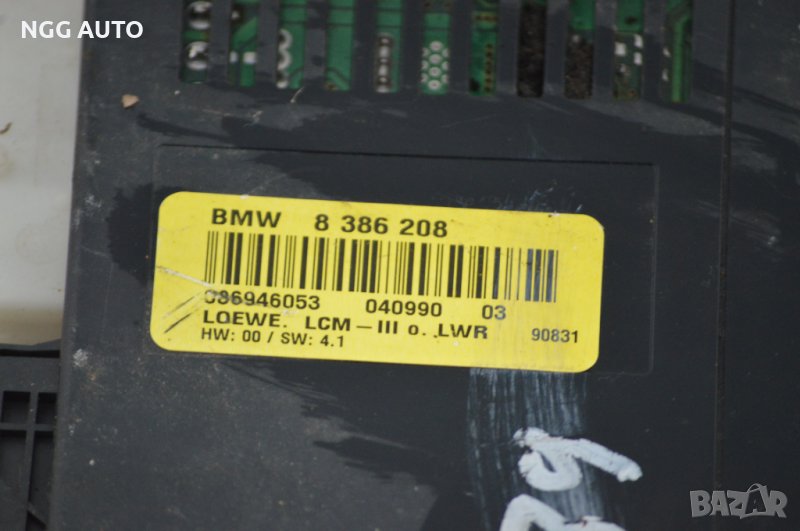 NGG AUTO
BMW 8 386 208
086946053 040990 03
LOEWE. LCM-III o. LWR
HW: 00 / SW: 4.1 90831
BAZAR